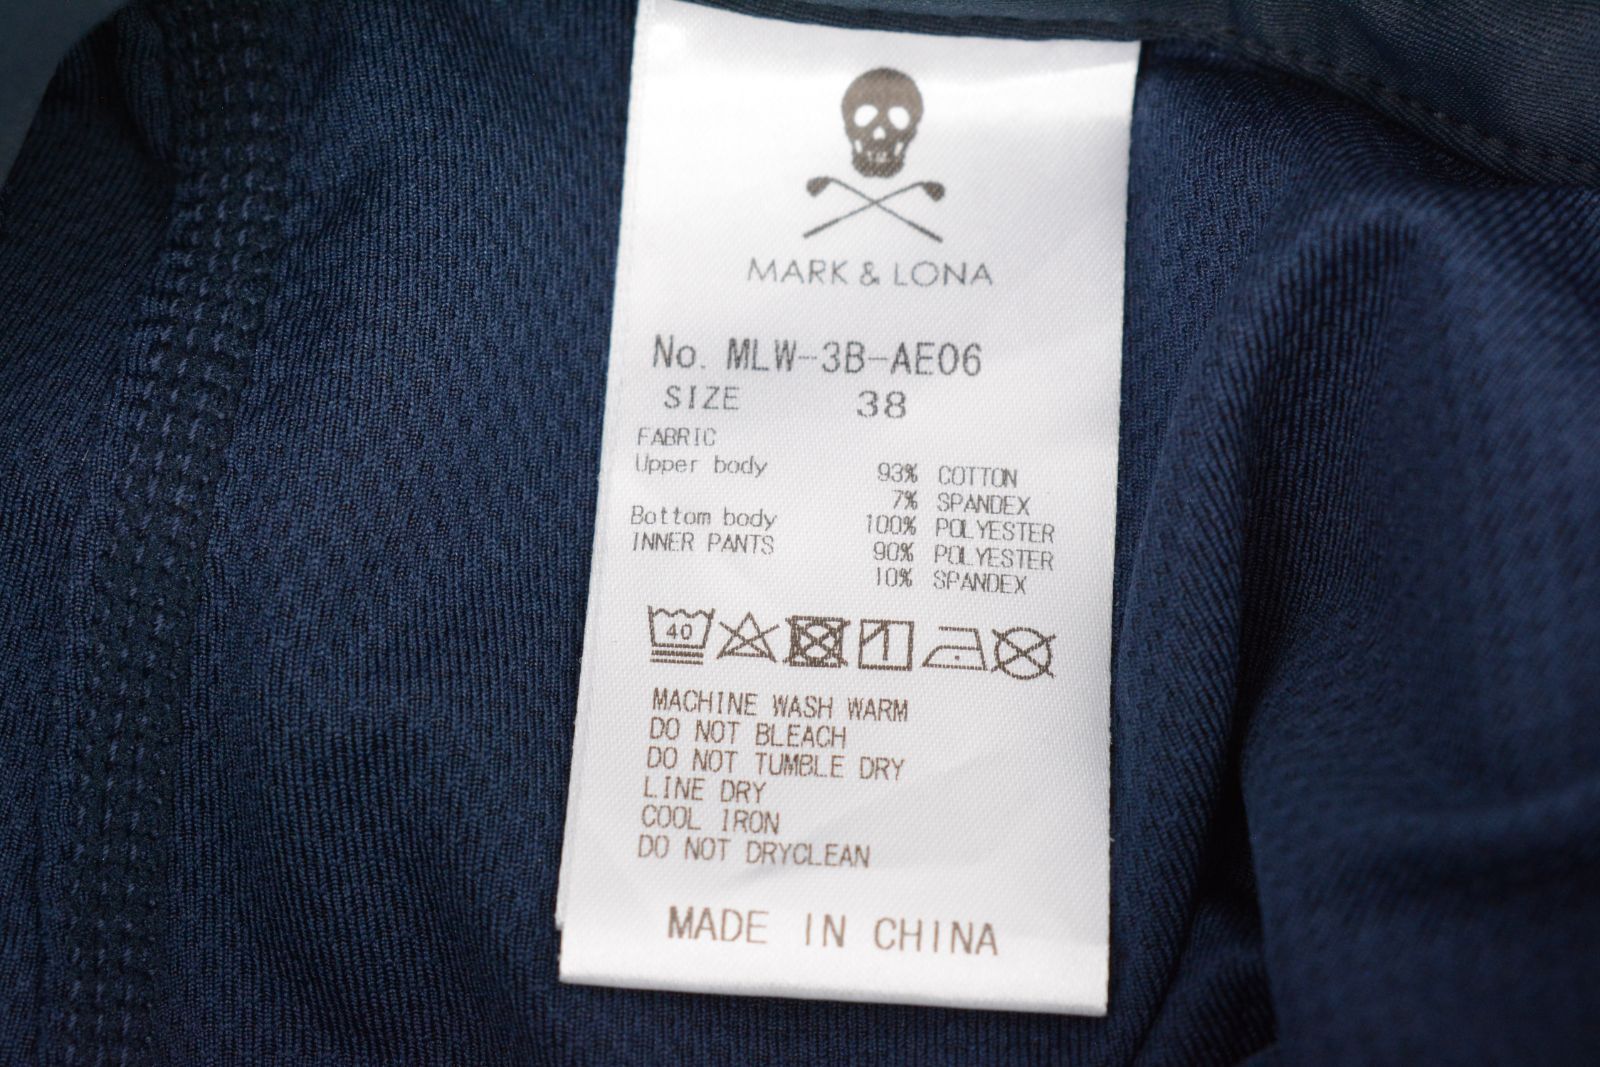 MARK & LONA
No. MLW-3B-AE06
SIZE 38
FABRIC
Upper body 93% COTTON
7% SPANDEX
Bottom body 100% POLYESTER
INNER PANTS 90% POLYESTER
10% SPANDEX
40
MACHINE WASH WARM
DO NOT BLEACH
DO NOT TUMBLE DRY
LINE DRY
COOL IRON
DO NOT DRYCLEAN
MADE IN CHINA